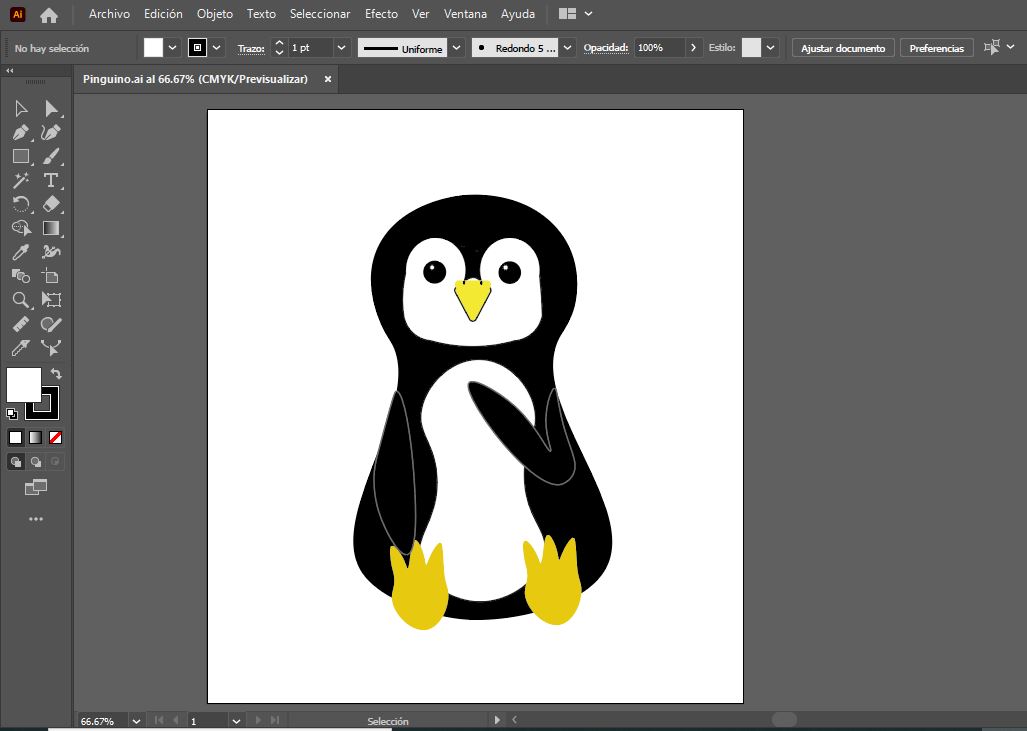 Ai Archivo Edición Objeto Texto Seleccionar Efecto Ver Ventana Ayuda
No hay selección Trazo: 1 pt Uniforme Redondo 5 ... Opacidad: 100% Estilo: Ajustar documento Preferencias
Pinguino.ai al 66.67% (CMYK/Previsualizar) ×
T
66.67% 1 Selección